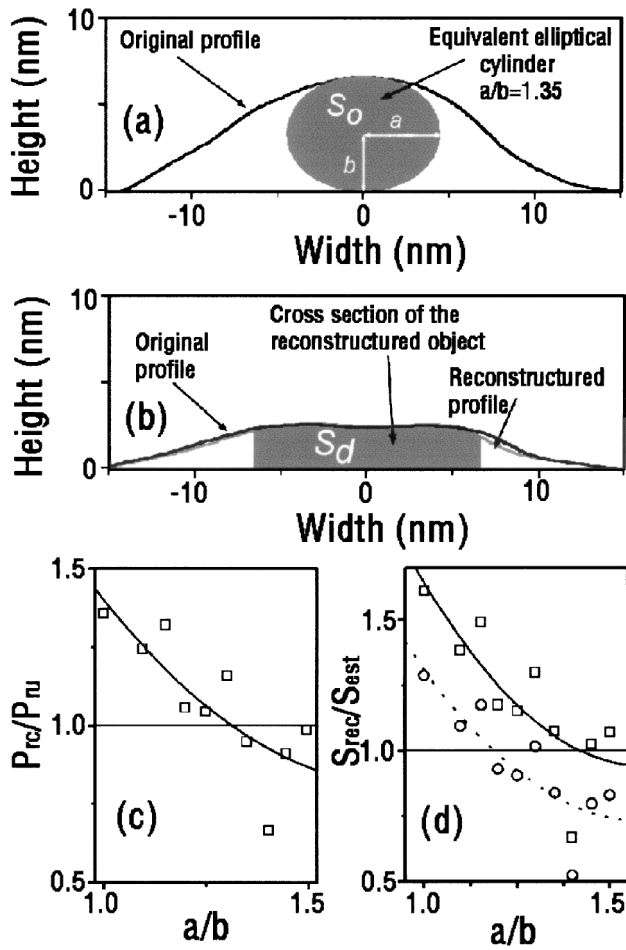 10
Original profile
Equivalent elliptical
cylinder
a/b=1.35
(a)
So
a
b
Height (nm)
0
-10
0
10
Width (nm)
10
Cross section of the
reconstructured object
Original
profile
Reconstructured
profile
(b)
Sd
Height (nm)
0
-10
0
10
Width (nm)
1.5
1.0
0.5
Prc/Pru
(c)
1.0
1.5
a/b
1.5
1.0
0.5
Srec/Sest
(d)
1.0
1.5
a/b